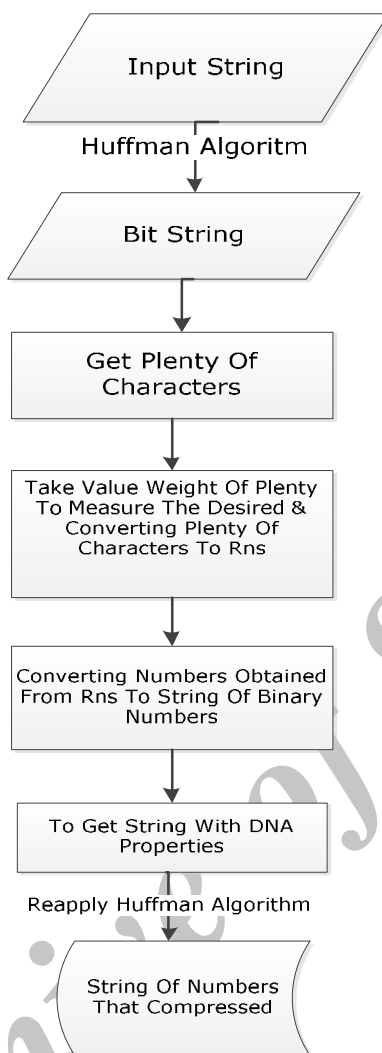 Input String
Huffman Algoritm
Bit String
Get Plenty Of
Characters
Take Value Weight Of Plenty
To Measure The Desired &
Converting Plenty Of
Characters To Rns
Converting Numbers Obtained
From Rns To String Of Binary
Numbers
To Get String With DNA
Properties
Reapply Huffman Algorithm
String Of Numbers
That Compressed